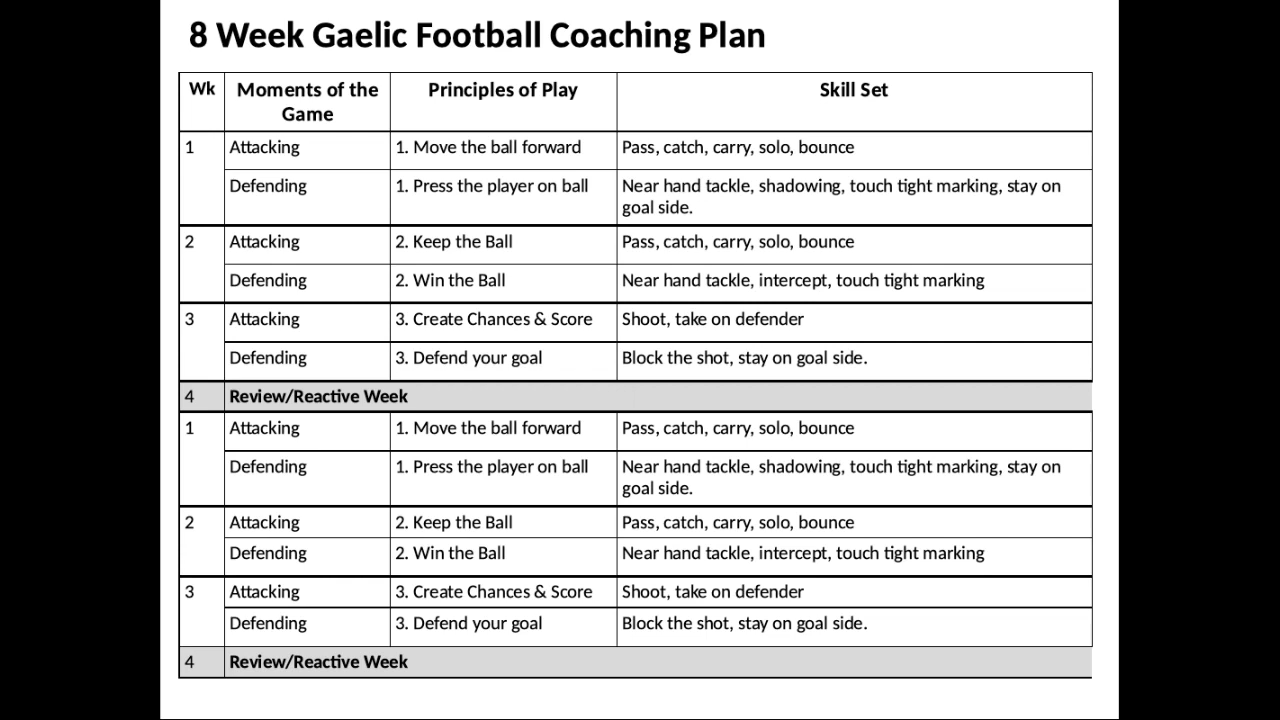 8 Week Gaelic Football Coaching Plan
Wk Moments of the Game Principles of Play Skill Set
1 Attacking 1. Move the ball forward Pass, catch, carry, solo, bounce
Defending 1. Press the player on ball Near hand tackle, shadowing, touch tight marking, stay on
goal side.
2 Attacking 2. Keep the Ball Pass, catch, carry, solo, bounce
Defending 2. Win the Ball Near hand tackle, intercept, touch tight marking
3 Attacking 3. Create Chances & Score Shoot, take on defender
Defending 3. Defend your goal Block the shot, stay on goal side.
4 Review/Reactive Week
1 Attacking 1. Move the ball forward Pass, catch, carry, solo, bounce
Defending 1. Press the player on ball Near hand tackle, shadowing, touch tight marking, stay on
goal side.
2 Attacking 2. Keep the Ball Pass, catch, carry, solo, bounce
Defending 2. Win the Ball Near hand tackle, intercept, touch tight marking
3 Attacking 3. Create Chances & Score Shoot, take on defender
Defending 3. Defend your goal Block the shot, stay on goal side.
4 Review/Reactive Week